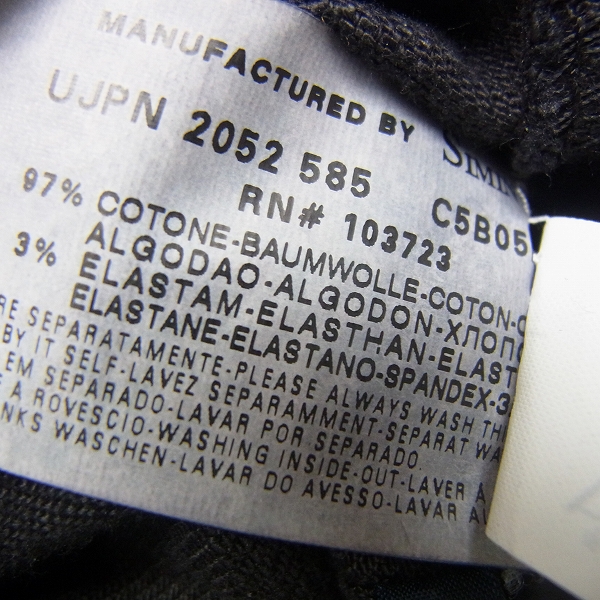 MANUFACTURED BY
UJPN 2052 585 C5B05
RN# 103723
97% COTONE-BAUMWOLLE-COTON-
ALGODAO-ALGODON-ХЛОПО
3% ELASTAM-ELASTHAN-ELAST
ELASTANE-ELASTANO-SPANDEX-
RE SEPARATAMENTE-PLEASE ALWAYS WASH TH
BY IT SELF-LAVEZ SEPARAMMENT-SEPARAT WA
EM SEPARADO-LAVAR POR SEPARADO.
E A ROVESCIO-WASHING INSIDE-OUT-LAVER A
NKS WASCHEN-LAVAR DO AVESSO-LAVAR A